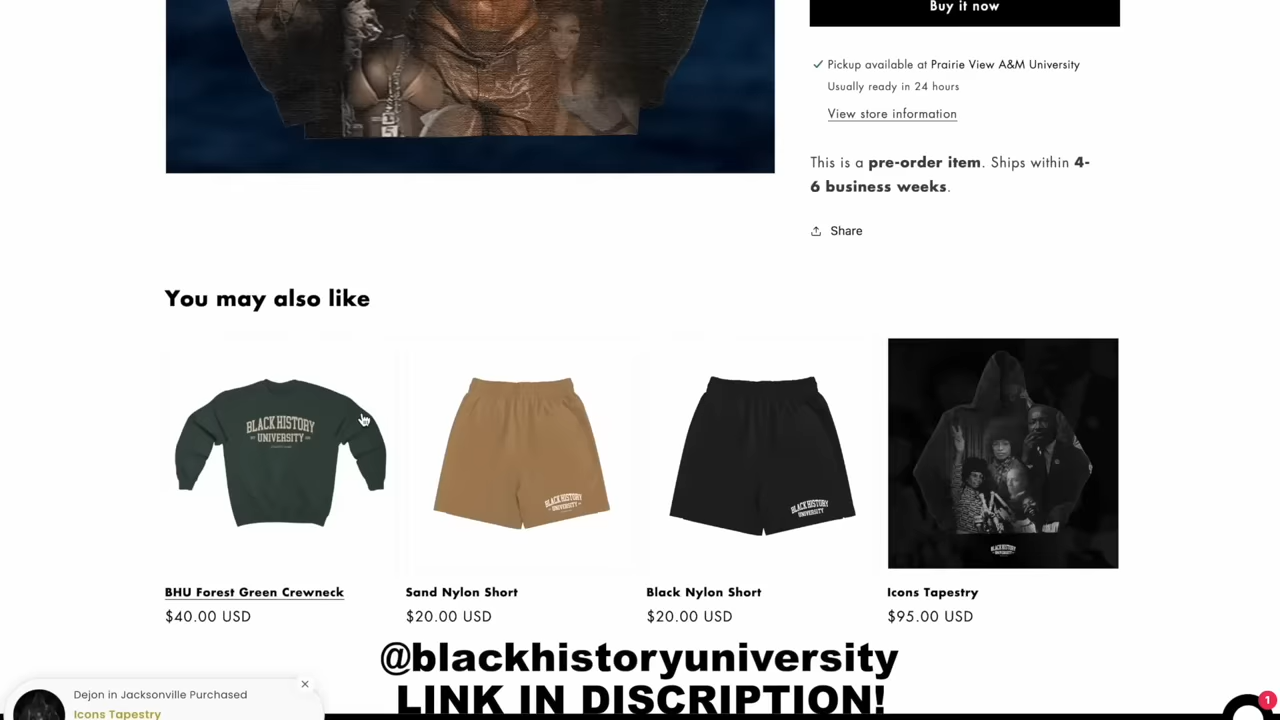 Buy it now
Pickup available at Prairie View A&M University
Usually ready in 24 hours
View store information
This is a pre-order item. Ships within 4-
6 business weeks.
Share
You may also like
BLACK HISTORY
UNIVERSITY
BLACK HISTORY
UNIVERSITY
BLACK HISTORY
UNIVERSITY
BLACK HISTORY
UNIVERSITY
BHU Forest Green Crewneck
Sand Nylon Short
Black Nylon Short
Icons Tapestry
$40.00 USD
$20.00 USD
$20.00 USD
$95.00 USD
@blackhistoryuniversity
LINK IN DISCRIPTION!
Dejon in Jacksonville Purchased
Icons Tapestry
1